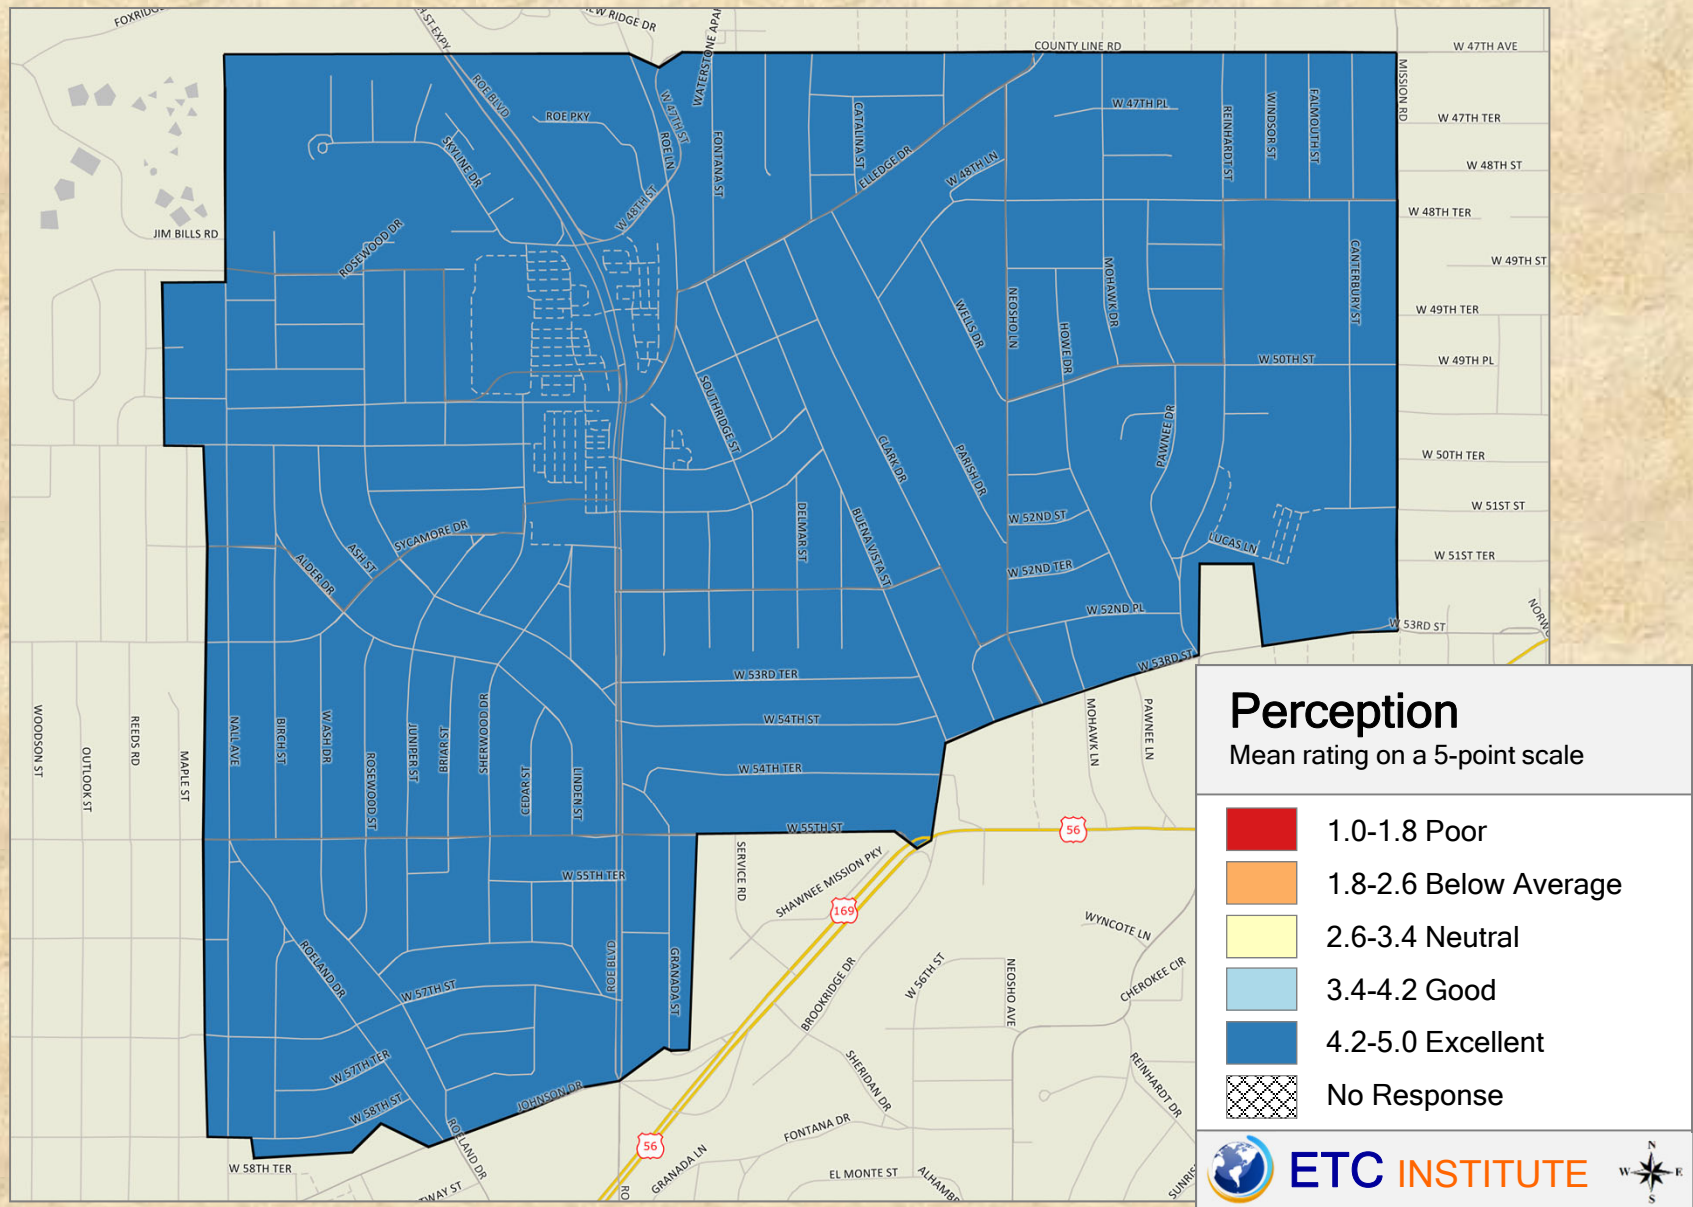 COUNTY LINE RD
W 47TH AVE
ROE BLVD
ROE PKY
W 47TH ST
ROE LN
FONTANA ST
CATALINA ST
W 47TH PL
REINHARDT ST
WINDSOR ST
FALMOUTH ST
MISSION RD
W 47TH TER
SKYLINE DR
W 48TH ST
ELLEDGE DR
W 48TH LN
W 48TH ST
W 48TH TER
JIM BILLS RD
ROSEWOOD DR
CANTERBURY ST
W 49TH ST
MOHAWK DR
WELLS DR
NEOSHO LN
HOWE DR
W 49TH TER
W 50TH ST
W 49TH PL
SOUTHRIDGE ST
CLARK DR
PARISH DR
PAWNEE DR
W 50TH TER
W 51ST ST
DELMAR ST
BUENA VISTA ST
W 52ND ST
LUCAS LN
W 51ST TER
ALDER DR
ASH ST
SYCAMORE DR
W 52ND TER
W 52ND PL
W 53RD ST
W 53RD ST
W 53RD TER
W 54TH ST
W 54TH TER
W 55TH ST
WOODSON ST
OUTLOOK ST
REEDS RD
MAPLE ST
NALL AVE
BIRCH ST
W ASH DR
ROSEWOOD ST
JUNIPER ST
BRIAR ST
SHERWOOD DR
CEDAR ST
LINDEN ST
MOHAWK LN
PAWNEE LN
56
W 55TH TER
SERVICE RD
SHAWNEE MISSION PKY
169
WYNCOTE LN
CHEROKEE CIR
ROELAND DR
W 57TH ST
ROE BLVD
GRANADA ST
BROOKRIDGE DR
W 56TH ST
NEOSHO AVE
W 57TH TER
W 58TH ST
JOHNSON DR
SHERIDAN DR
REINHARDT DR
56
FONTANA DR
GRANADA LN
EL MONTE ST
W 58TH TER
ROELAND DR
Perception
Mean rating on a 5-point scale
1.0-1.8 Poor
1.8-2.6 Below Average
2.6-3.4 Neutral
3.4-4.2 Good
4.2-5.0 Excellent
No Response
ETC INSTITUTE
N
W E
S